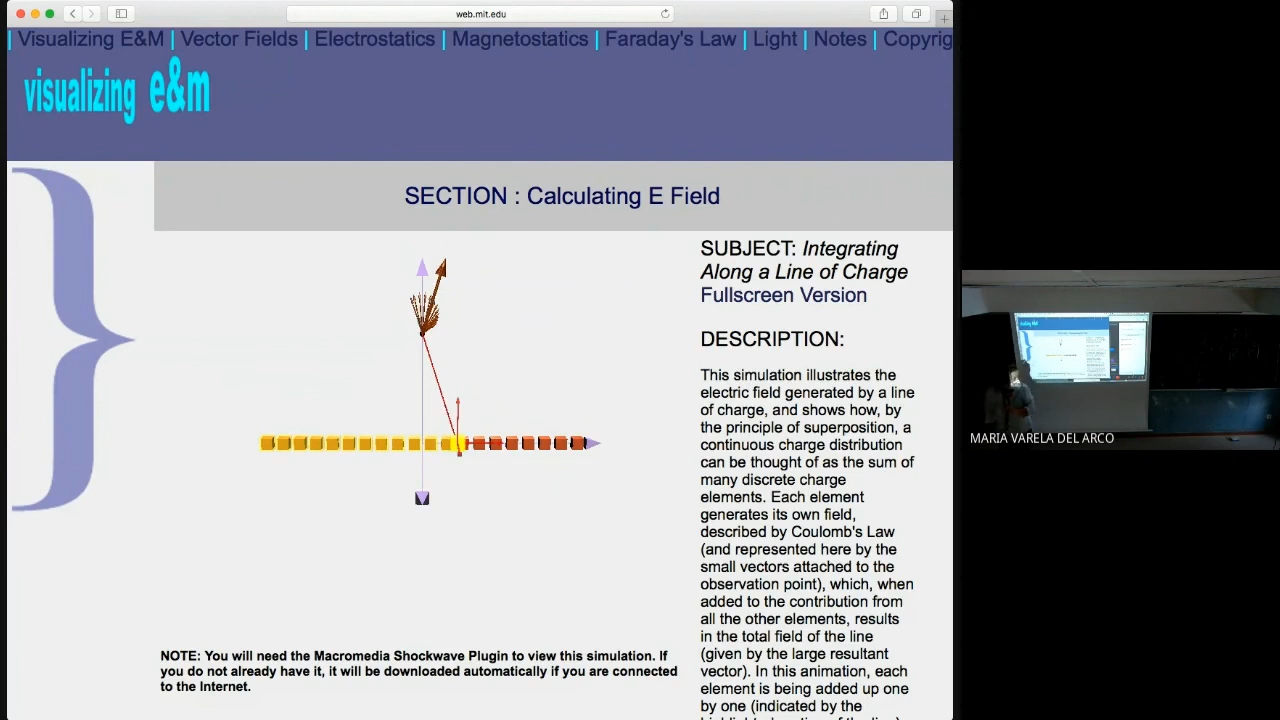 web.mit.edu
| Visualizing E&M | Vector Fields | Electrostatics | Magnetostatics | Faraday's Law | Light | Notes | Copyrig
visualizing e&m
SECTION : Calculating E Field
SUBJECT: Integrating
Along a Line of Charge
Fullscreen Version
DESCRIPTION:
This simulation illustrates the
electric field generated by a line
of charge, and shows how, by
the principle of superposition, a
continuous charge distribution
can be thought of as the sum of
many discrete charge
elements. Each element
generates its own field,
described by Coulomb's Law
(and represented here by the
small vectors attached to the
observation point), which, when
added to the contribution from
all the other elements, results
in the total field of the line
(given by the large resultant
vector). In this animation, each
element is being added up one
by one (indicated by the
NOTE: You will need the Macromedia Shockwave Plugin to view this simulation. If
you do not already have it, it will be downloaded automatically if you are connected
to the Internet.
MARIA VARELA DEL ARCO